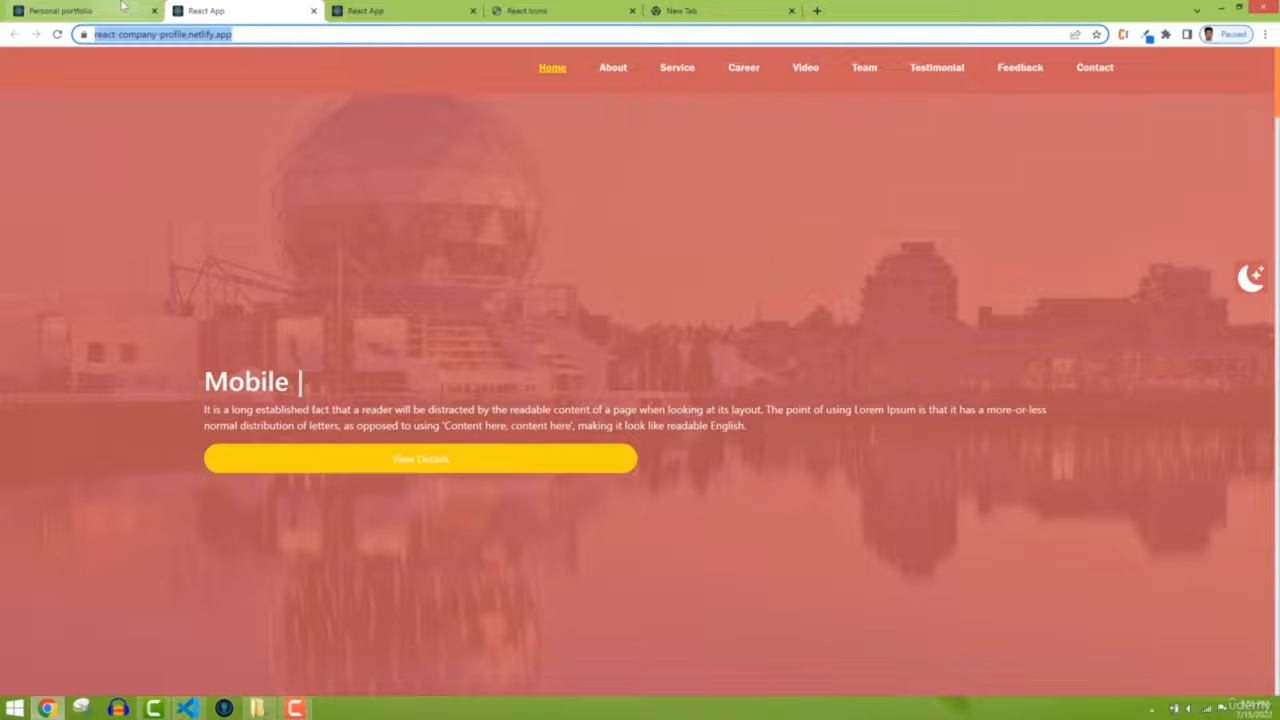 Personal portfolio
React App
React App
React Icons
New Tab
react-company-profile.netlify.app
Paused
Home
About
Service
Career
Video
Team
Testimonial
Feedback
Contact
Mobile |
It is a long established fact that a reader will be distracted by the readable content of a page when looking at its layout. The point of using Lorem Ipsum is that it has a more-or-less
normal distribution of letters, as opposed to using 'Content here, content here', making it look like readable English.
View Details
udemy
7/15/2022